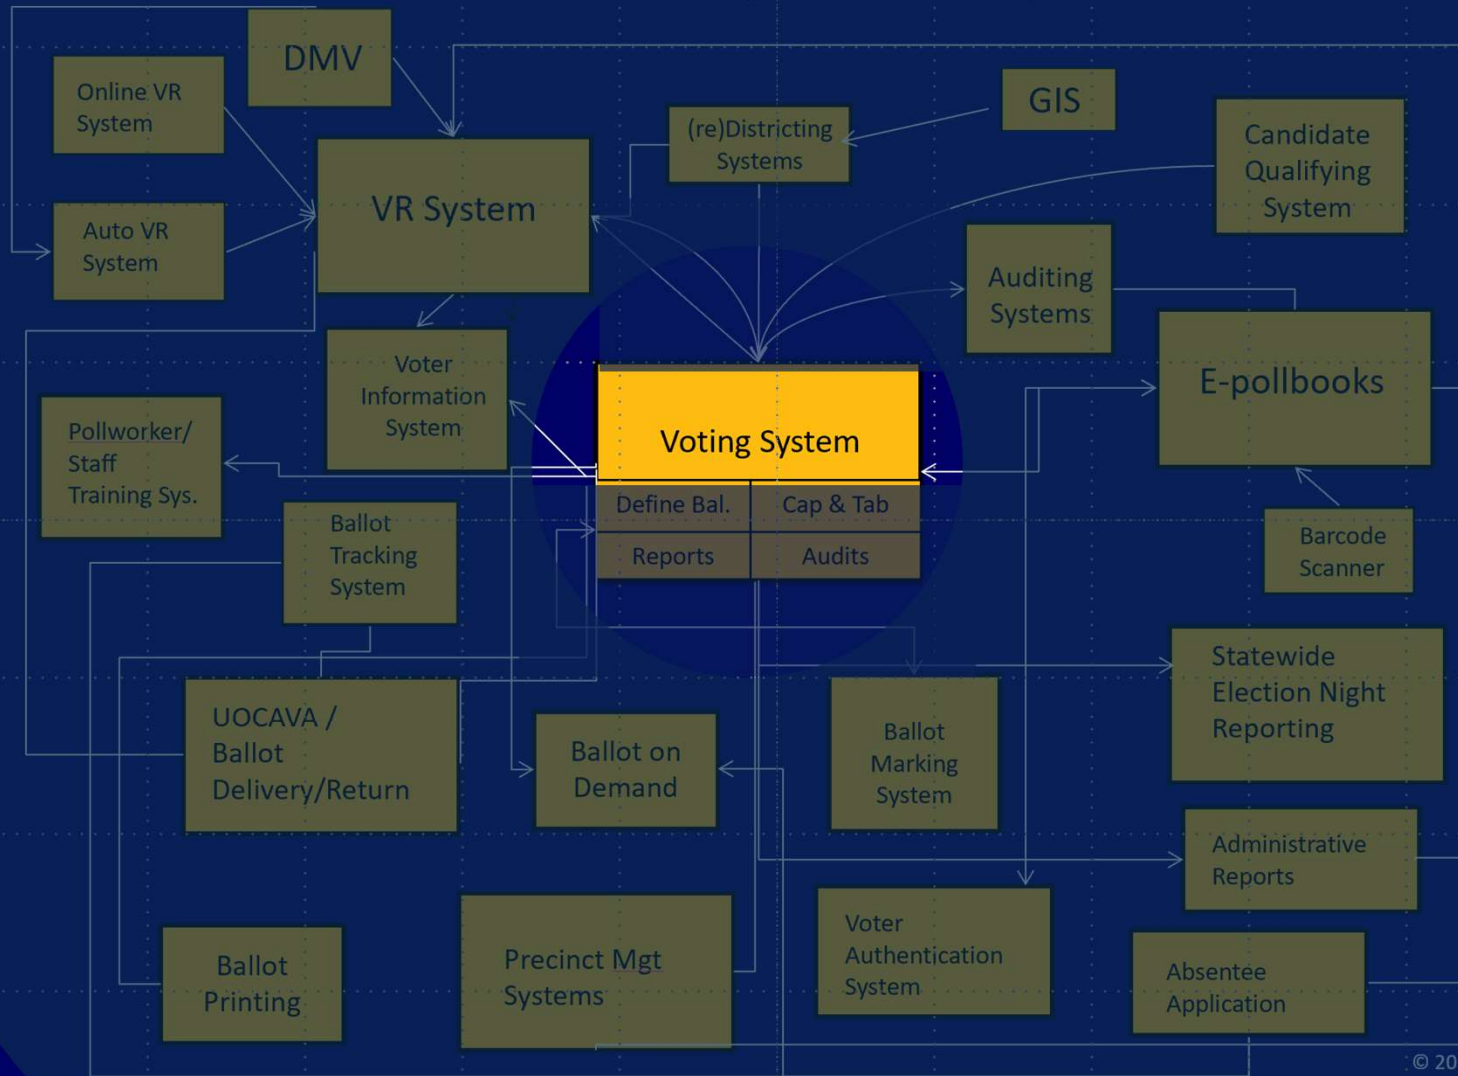 DMV
Online VR
System
GIS
(re)Districting
Systems
Candidate
Qualifying
System
VR System
Auto VR
System
Auditing
Systems
Voter
Information
System
E-pollbooks
Pollworker/
Staff
Training Sys.
Voting System
Define Bal.
Cap & Tab
Reports
Audits
Ballot
Tracking
System
Barcode
Scanner
Statewide
Election Night
Reporting
UOCAVA /
Ballot
Delivery/Return
Ballot on
Demand
Ballot
Marking
System
Administrative
Reports
Voter
Authentication
System
Precinct Mgt
Systems
Ballot
Printing
Absentee
Application
© 20